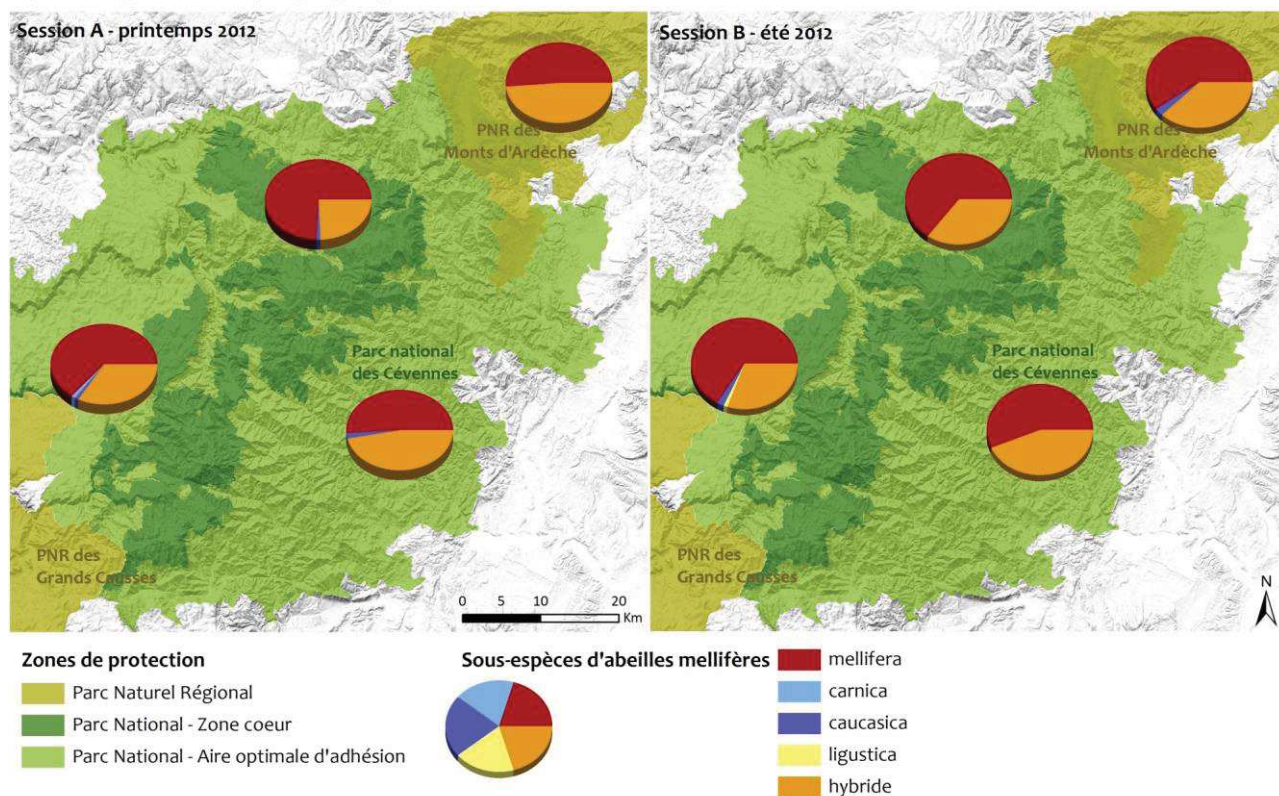 Session A - printemps 2012
PNR des
Monts d'Ardèche
Parc national
des Cévennes
PNR des
Grands Causses
0 5 10 20
Km
Session B - été 2012
PNR des
Monts d'Ardèche
Parc national
des Cévennes
PNR des
Grands Causses
N
Zones de protection
Parc Naturel Régional
Parc National - Zone coeur
Parc National - Aire optimale d'adhésion
Sous-espèces d'abeilles mellifères
mellifera
carnica
caucasica
ligustica
hybride